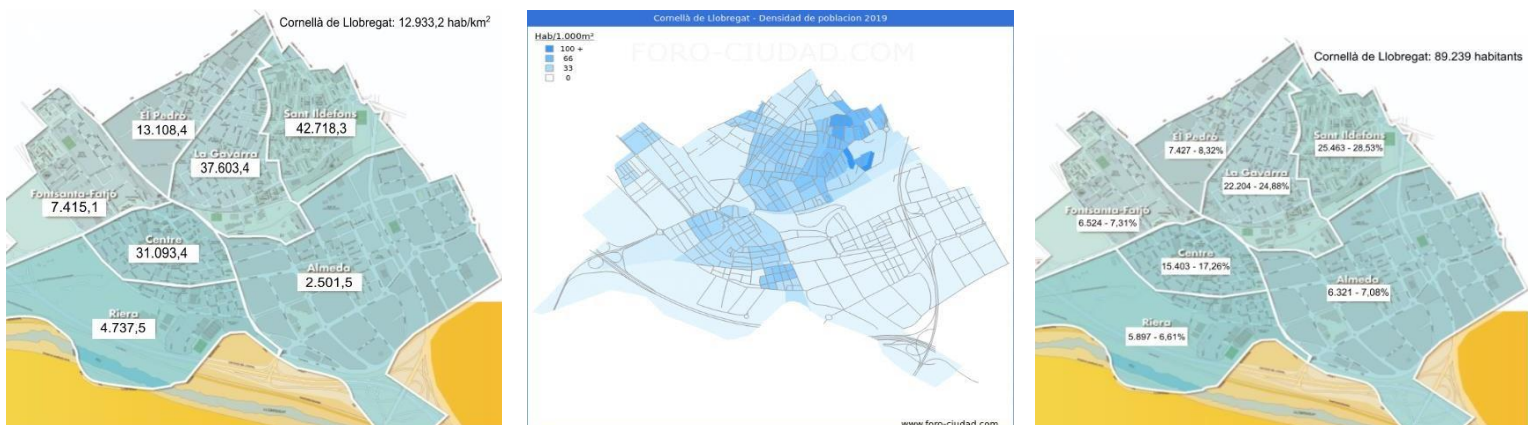 Cornellà de Llobregat: 12.933,2 hab/km²
El Pedró
13.108,4
Sant Ildefons
42.718,3
La Gavarra
37.603,4
Fontsanta-Fatjó
7.415,1
Centre
31.093,4
Almeda
2.501,5
Riera
4.737,5
Cornellà de Llobregat - Densidad de poblacion 2019
Hab/1.000m²
100 +
66
33
0
FORO-CIUDAD.COM
www.foro-ciudad.com
Cornellà de Llobregat: 89.239 habitants
El Pedró
7.427 - 8,32%
Sant Ildefons
25.463 - 28,53%
La Gavarra
22.204 - 24,88%
Fontsanta-Fatjó
6.524 - 7,31%
Centre
15.403 - 17,26%
Almeda
6.321 - 7,08%
Riera
5.897 - 6,61%